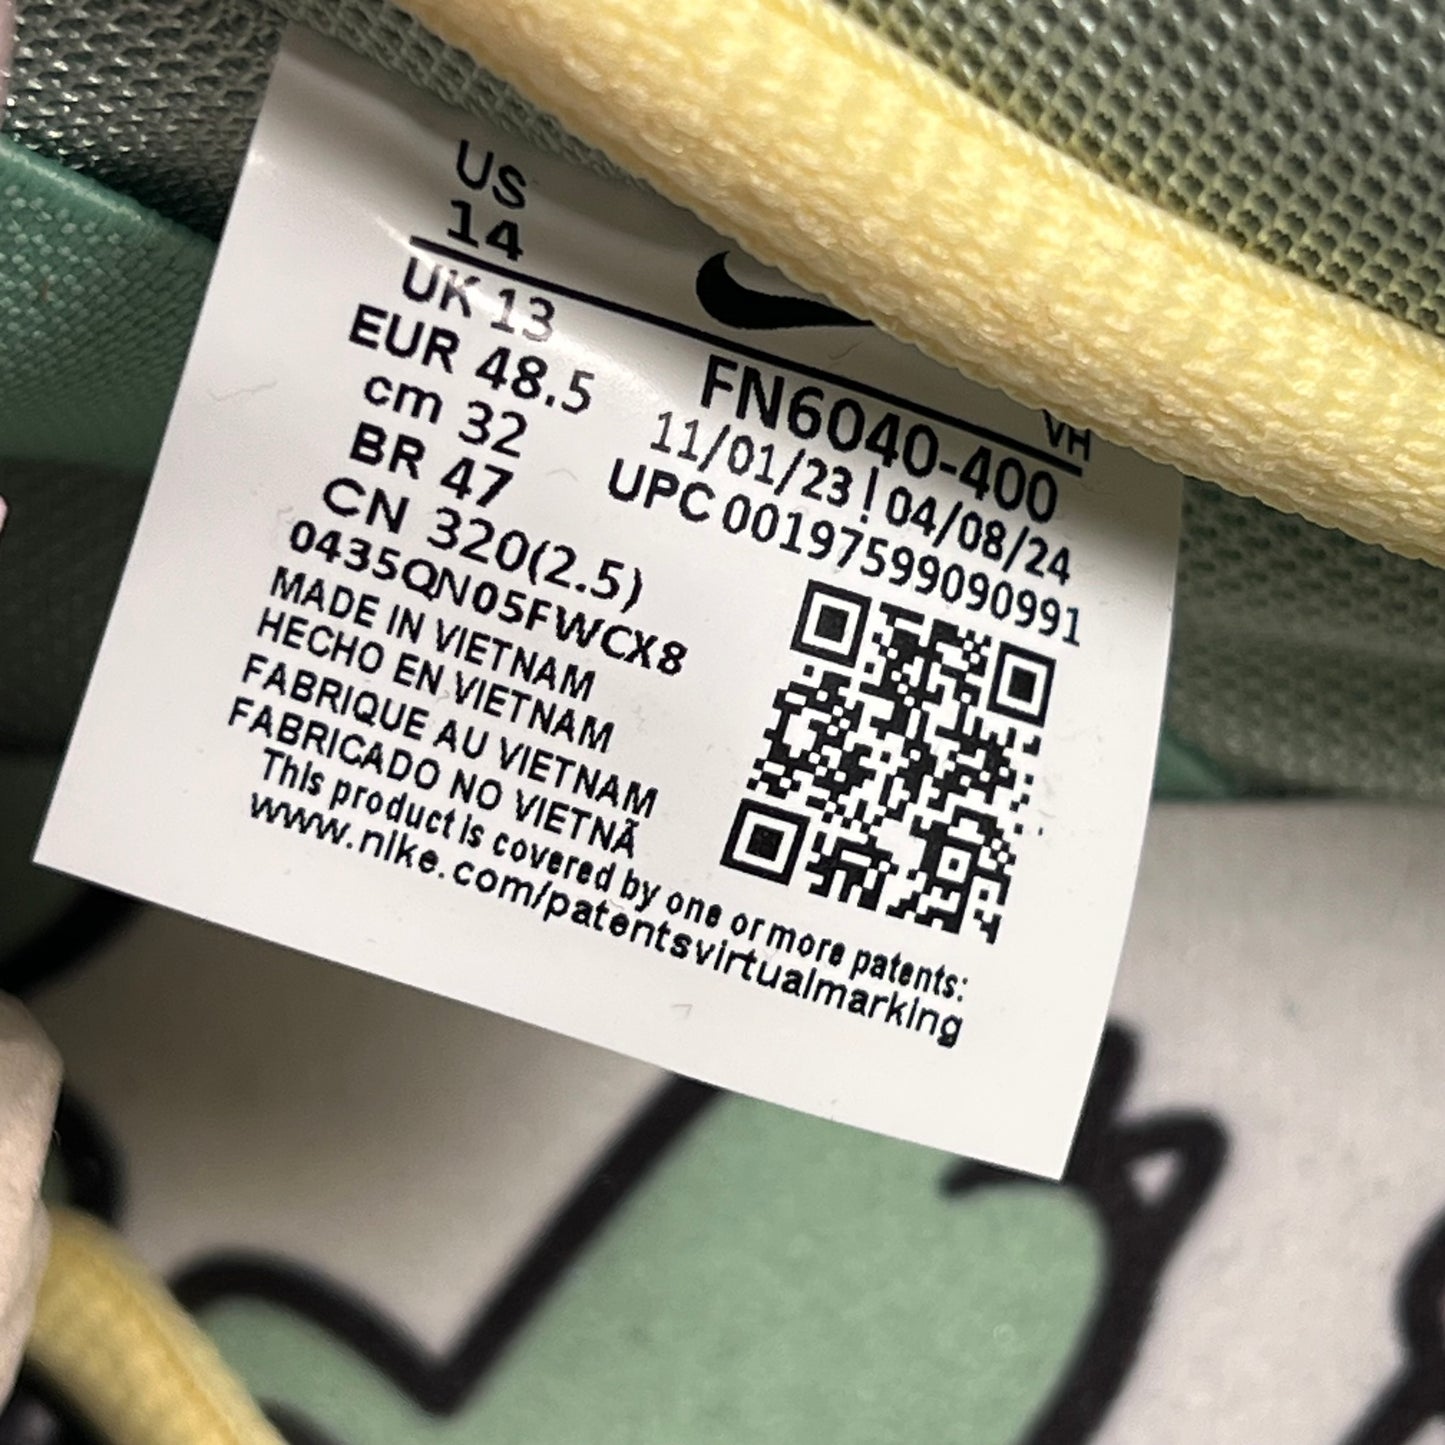 US
14
UK 13
EUR 48.5
cm 32
BR 47
CN 320(2.5)
VH
FN6040-400
11/01/23 | 04/08/24
UPC 00197599090991
0435QN05FWCX8
MADE IN VIETNAM
HECHO EN VIETNAM
FABRIQUE AU VIETNAM
FABRICADO NO VIETNÃ
This product is covered by one or more patents:
www.nike.com/patentsvirtualmarking